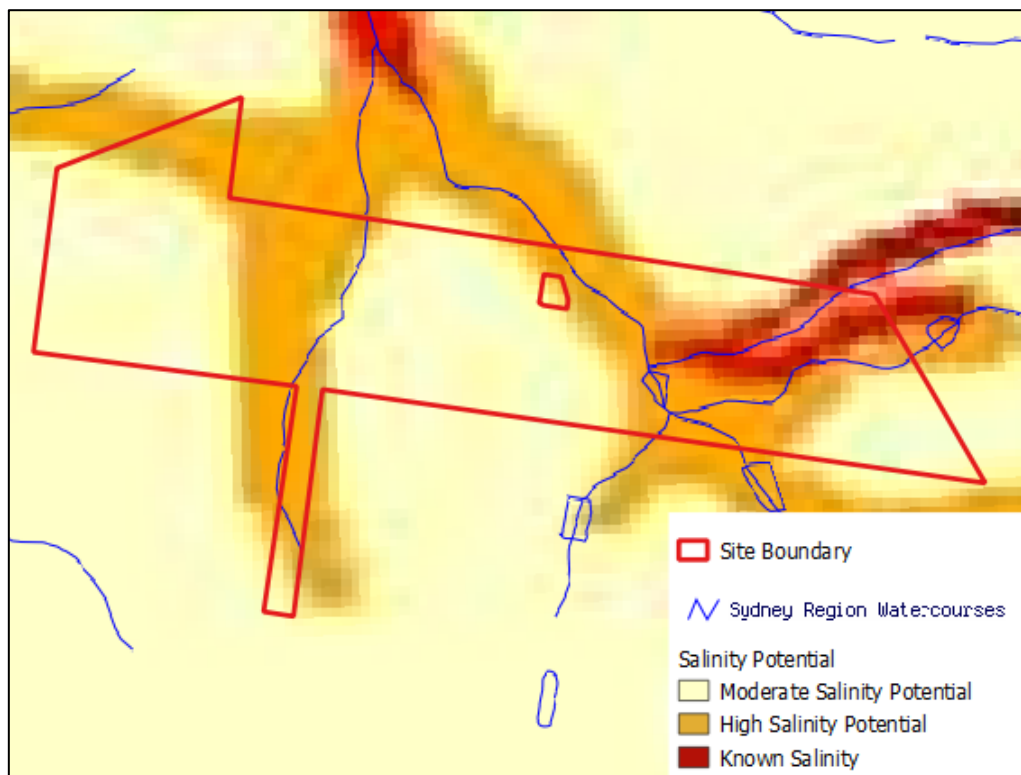 Site Boundary
Sydney Region Watercourses
Salinity Potential
Moderate Salinity Potential
High Salinity Potential
Known Salinity